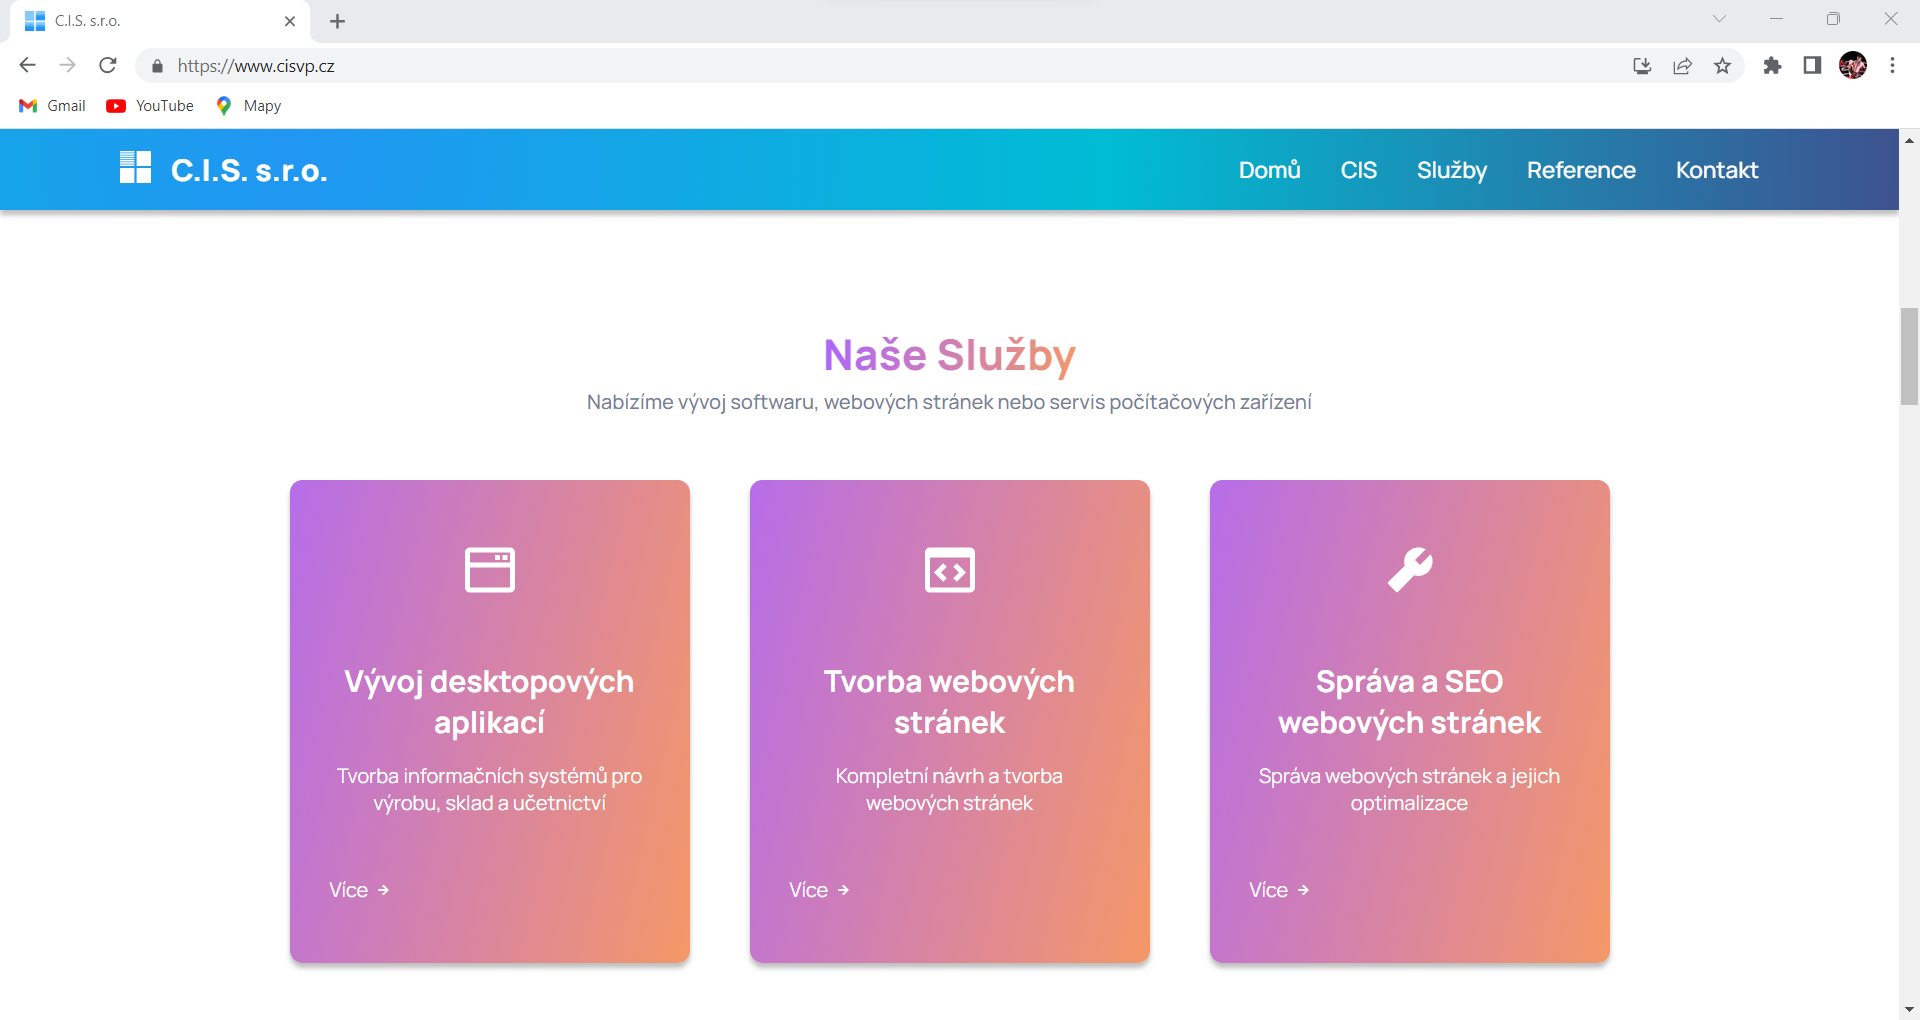 C.I.S. s.r.o.
https://www.cisvp.cz
Gmail YouTube Mapy
C.I.S. s.r.o. Domů CIS Služby Reference Kontakt
Naše Služby
Nabízíme vývoj softwaru, webových stránek nebo servis počítačových zařízení
Vývoj desktopových
aplikací
Tvorba informačních systémů pro
výrobu, sklad a učetnictví
Více →
Tvorba webových
stránek
Kompletní návrh a tvorba
webových stránek
Více →
Správa a SEO
webových stránek
Správa webových stránek a jejich
optimalizace
Více →